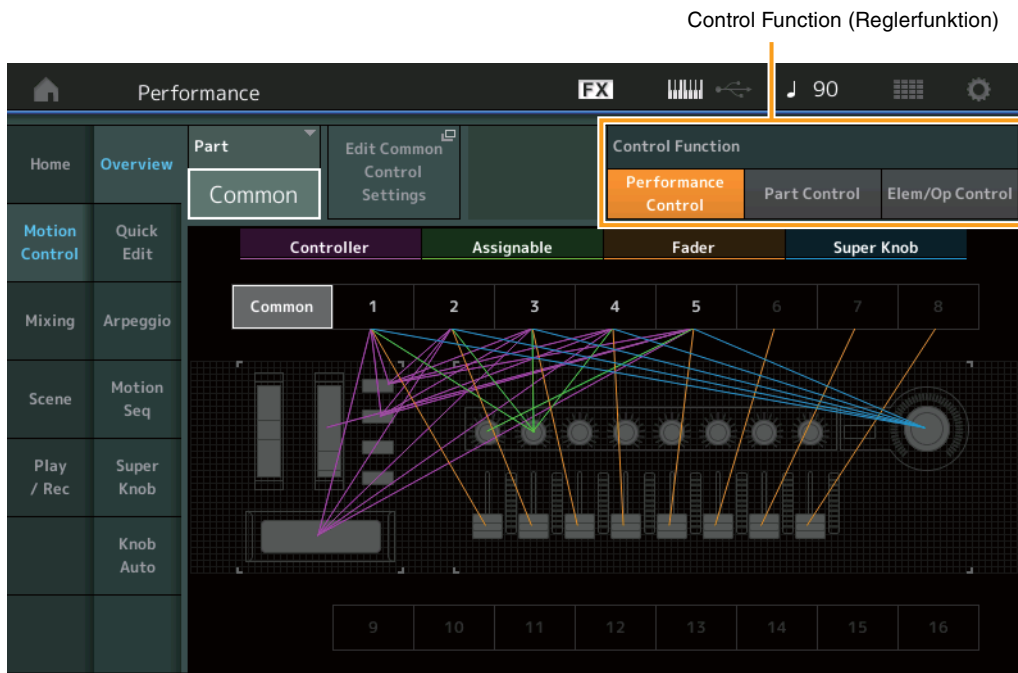 Control Function (Reglerfunktion)
Performance
FX
90
Home
Overview
Part
Common
Edit Common
Control
Settings
Control Function
Performance
Control
Part Control
Elem/Op Control
Motion
Control
Quick
Edit
Controller
Assignable
Fader
Super Knob
Common
1
2
3
4
5
6
7
8
Mixing
Arpeggio
Scene
Motion
Seq
Play
/ Rec
Super
Knob
Knob
Auto
9
10
11
12
13
14
15
16